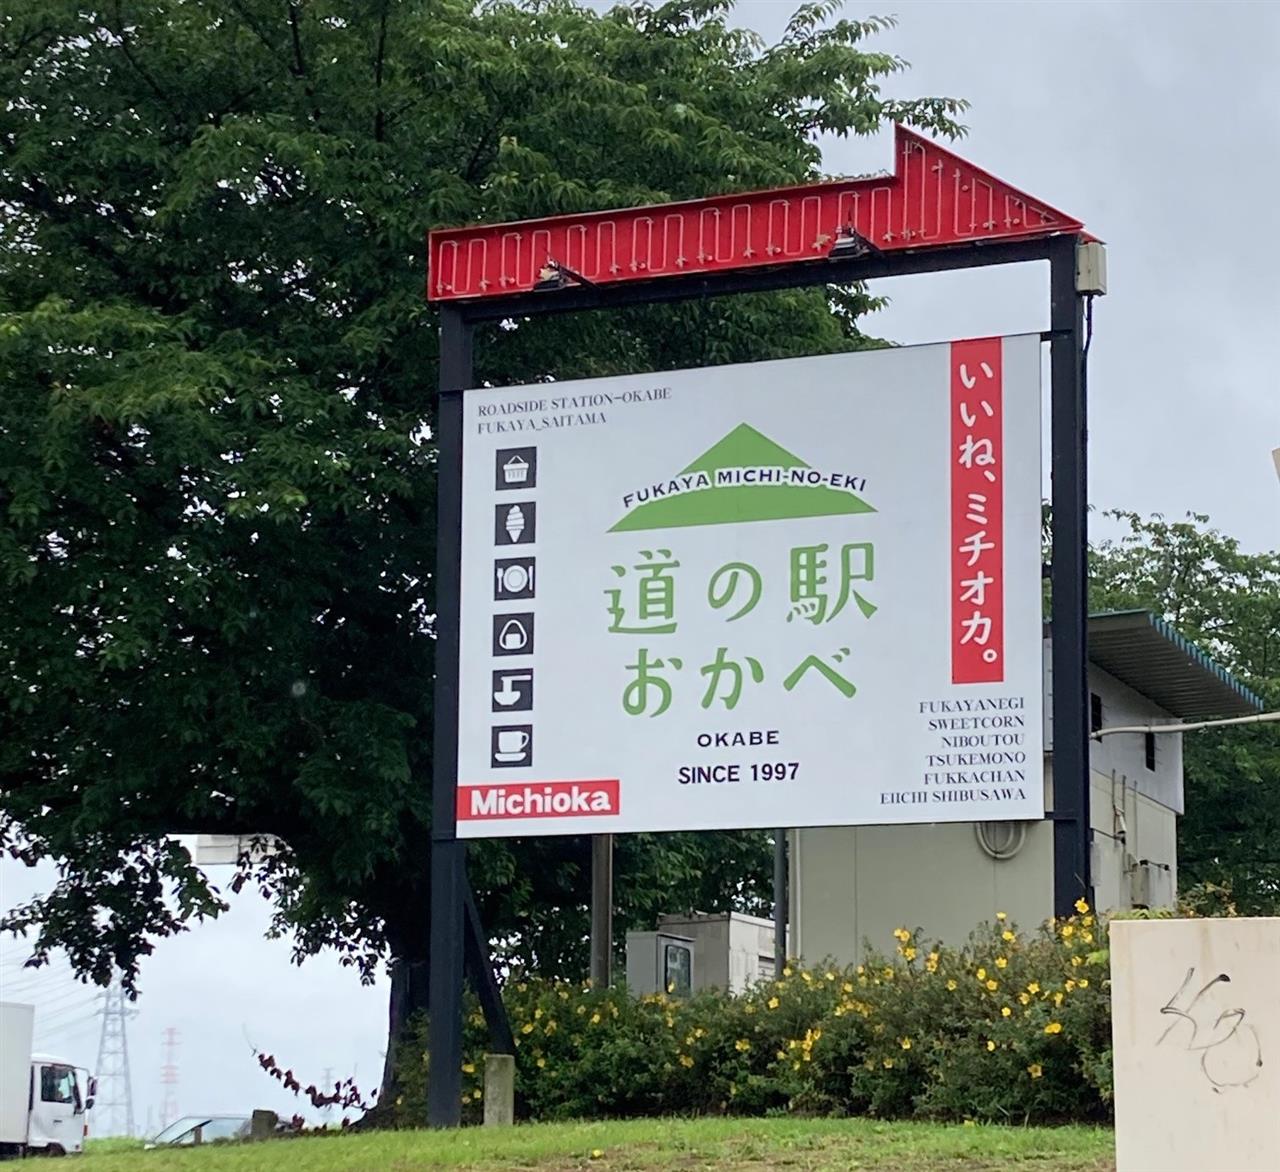 ROADSIDE STATION-OKABE
FUKAYA_SAITAMA
FUKAYA MICHI-NO-EKI
道の駅
おかべ
OKABE
SINCE 1997
Michioka
いいね、ミチオカ。
FUKAYANEGI
SWEETCORN
NIBOUTOU
TSUKEMONO
FUKKACHAN
EIICHI SHIBUSAWA